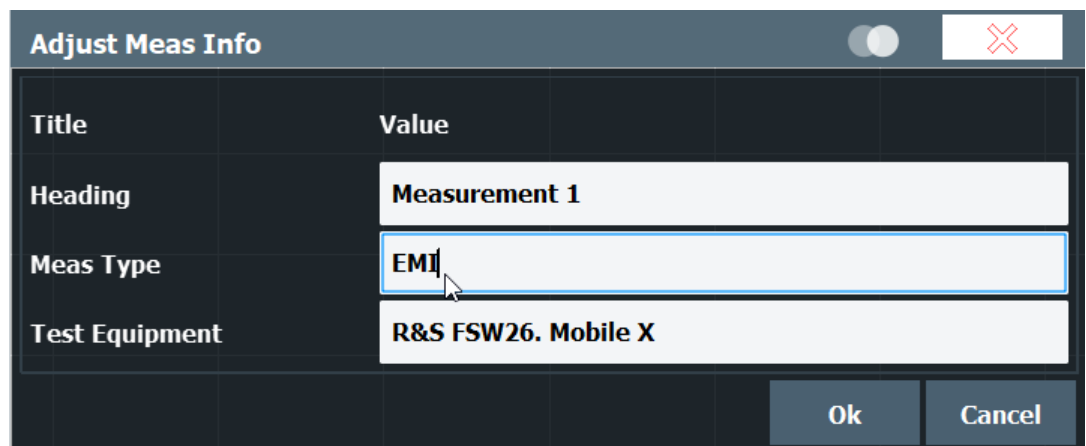 Adjust Meas Info
Title Value
Heading Measurement 1
Meas Type EMI
Test Equipment R&S FSW26. Mobile X
Ok Cancel